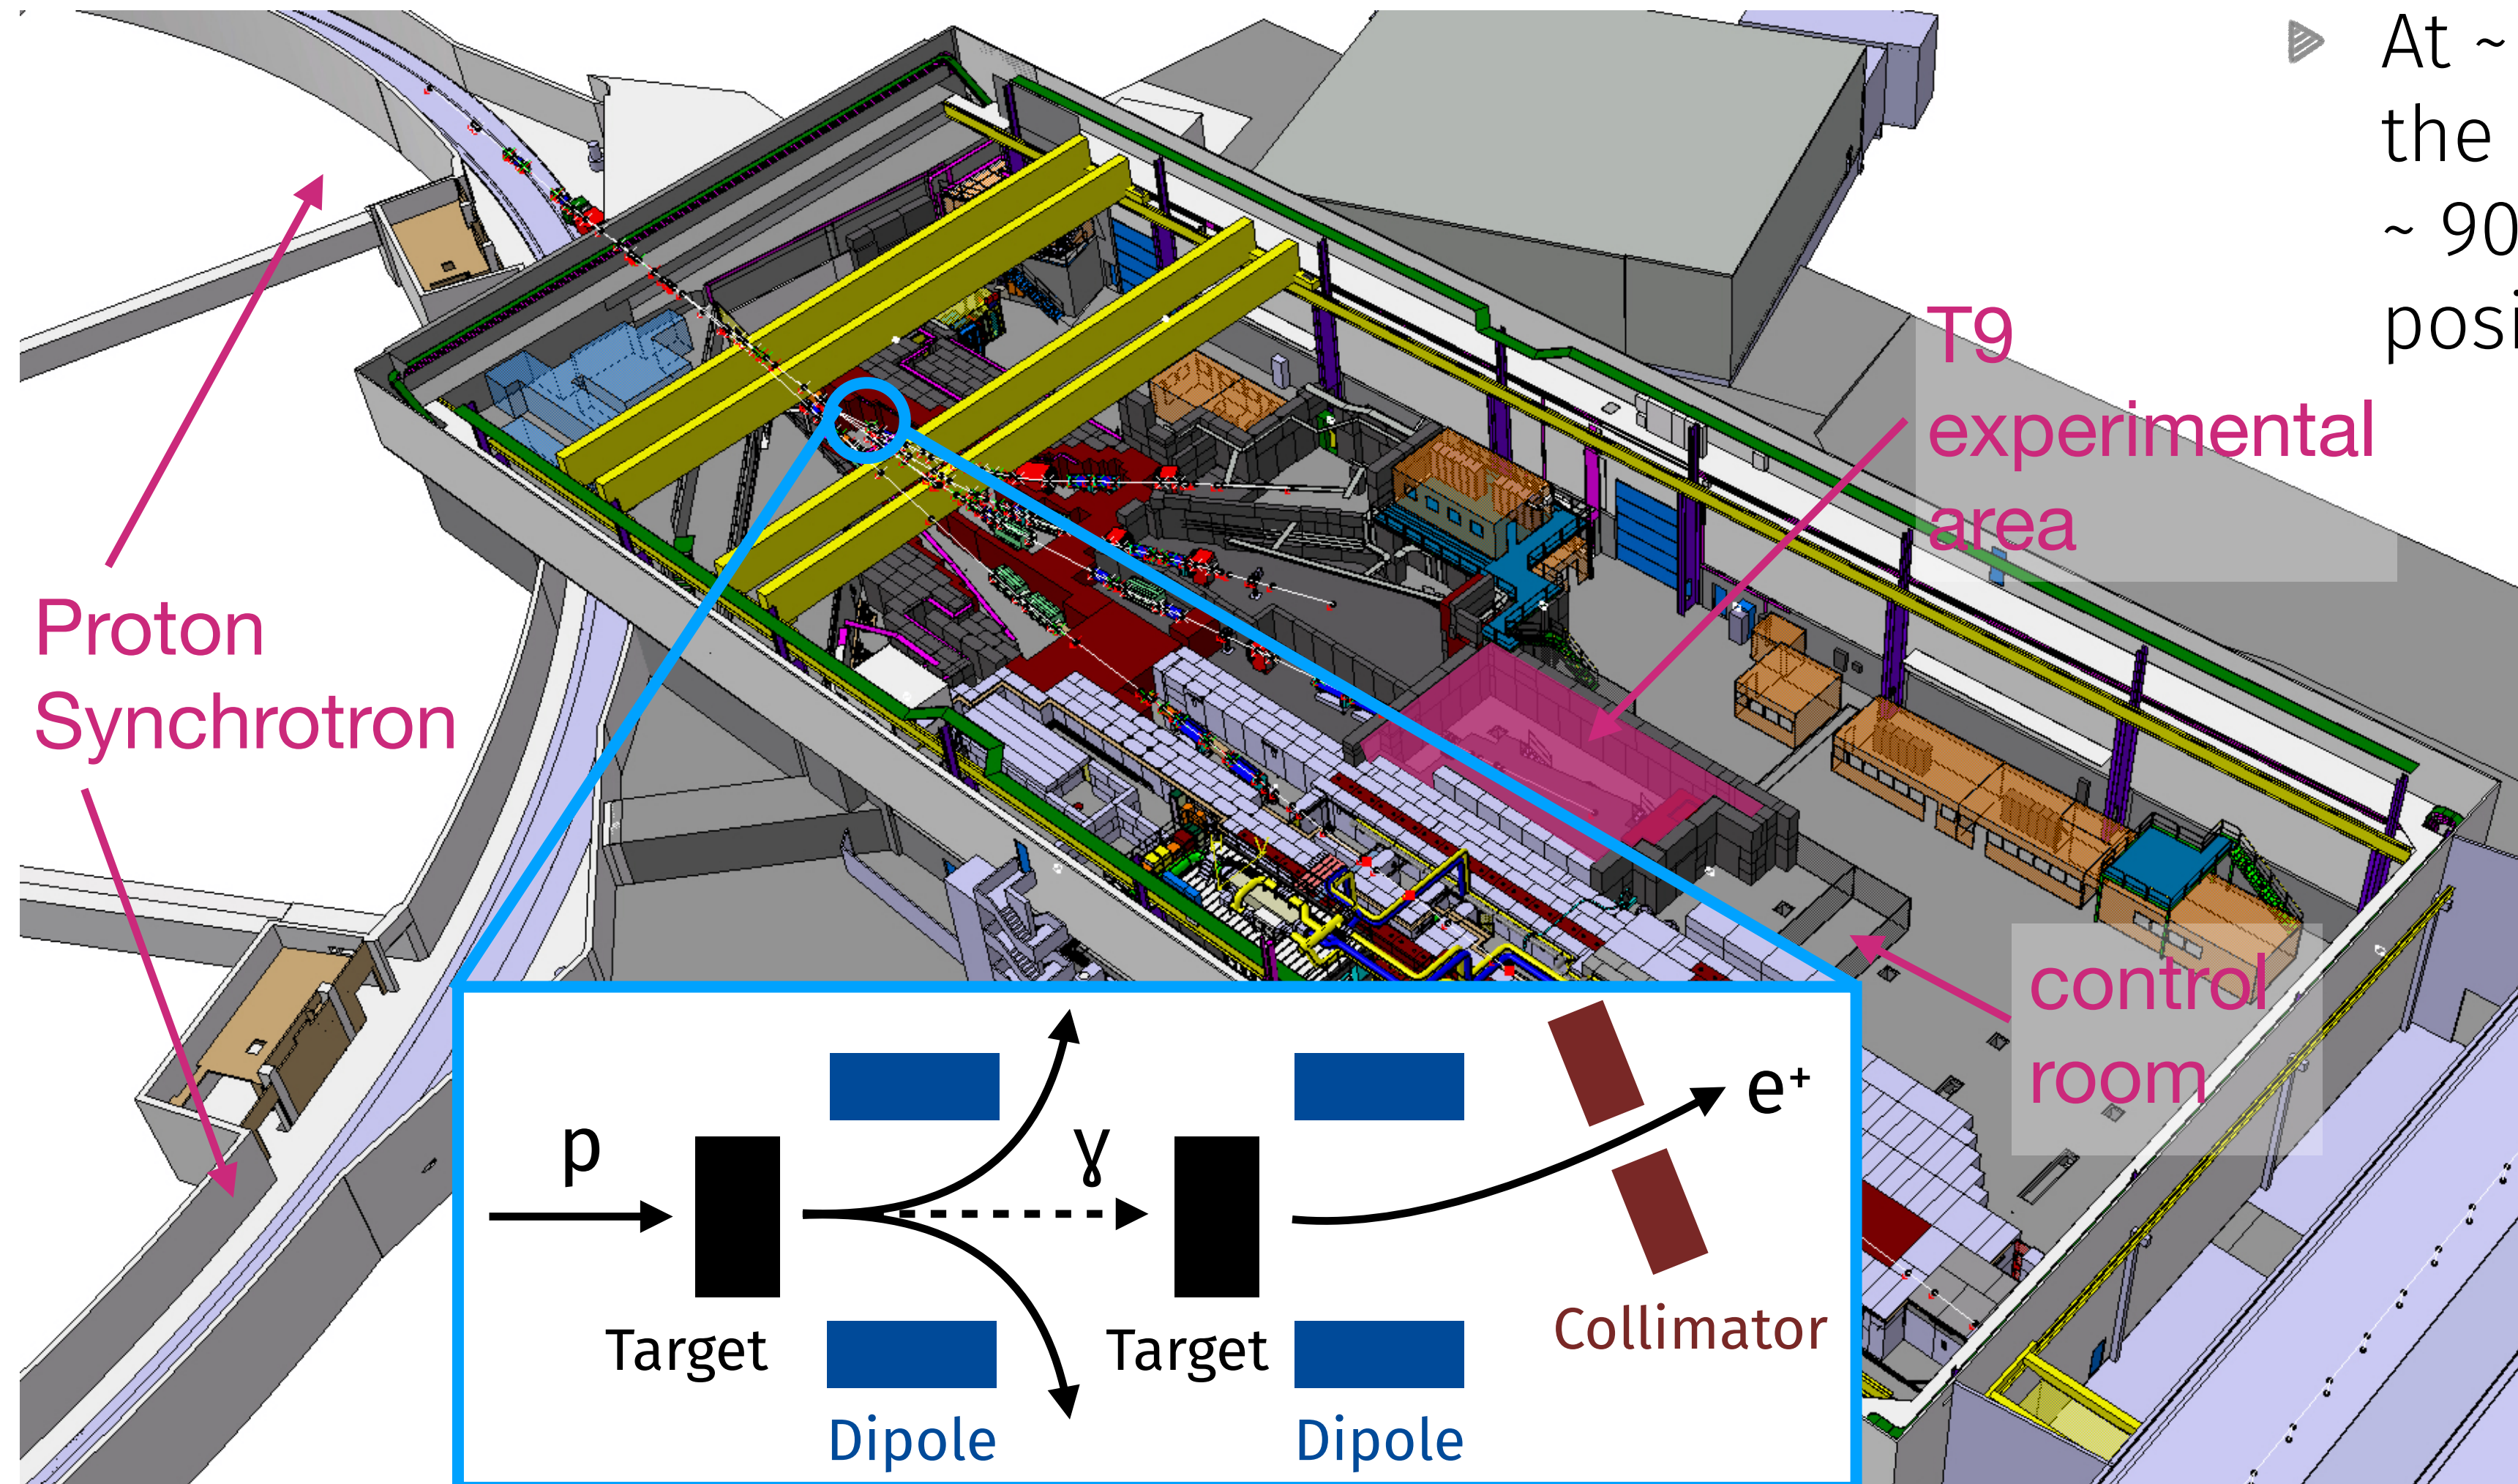 At ~
the
~ 90
posi
T9
experimental
area
Proton
Synchrotron
control
room
p
γ
e⁺
Target
Target
Collimator
Dipole
Dipole